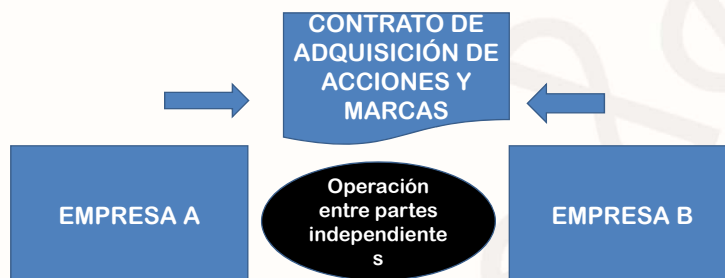 CONTRATO DE
ADQUISICIÓN DE
ACCIONES Y
MARCAS
EMPRESA A
Operación
entre partes
independiente
s
EMPRESA B